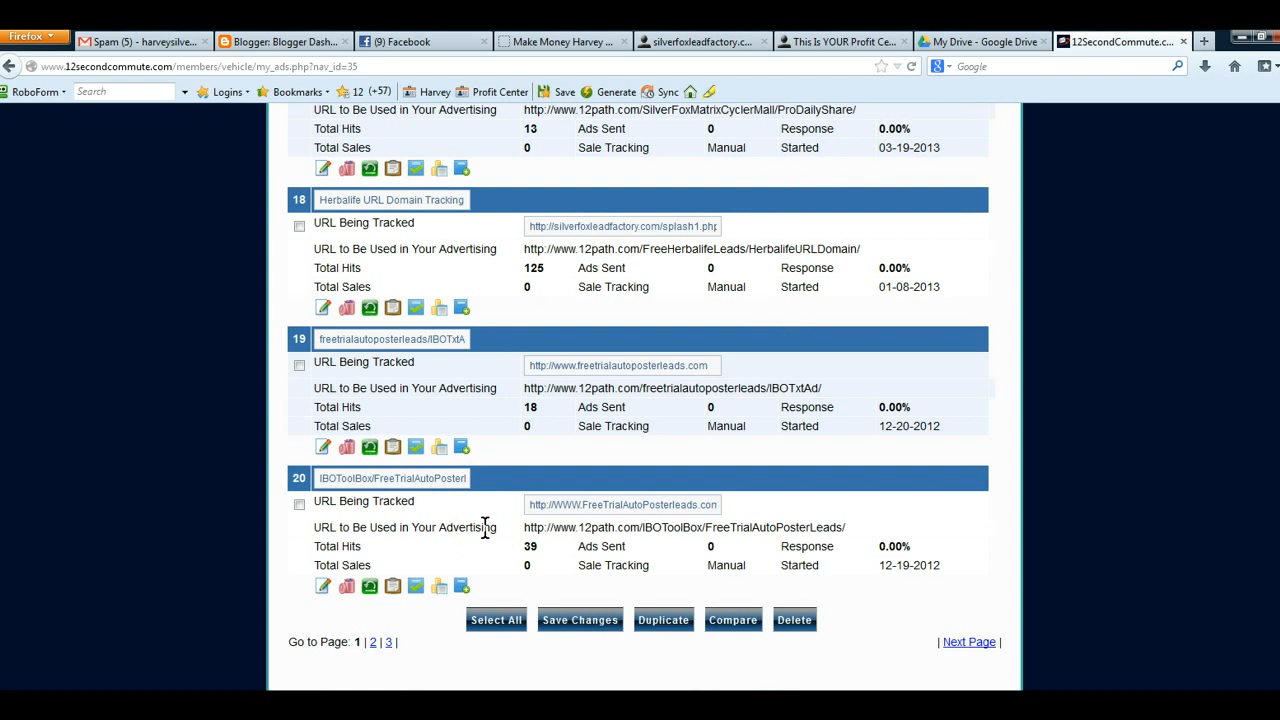 Firefox
Spam (5) - harveysilve...
Blogger: Blogger Dash...
(9) Facebook
Make Money Harvey ...
silverfoxleadfactory.c...
This Is YOUR Profit Ce...
My Drive - Google Drive
12SecondCommute.c...
www.12secondcommute.com/members/vehicle/my_ads.php?nav_id=35
Google
RoboForm
Search
Logins
Bookmarks
12 (+57)
Harvey
Profit Center
Save
Generate
Sync
URL to Be Used in Your Advertising http://www.12path.com/SilverFoxMatrixCyclerMall/ProDailyShare/
Total Hits 13 Ads Sent 0 Response 0.00%
Total Sales 0 Sale Tracking Manual Started 03-19-2013
18 Herbalife URL Domain Tracking
URL Being Tracked http://silverfoxleadfactory.com/splash1.php
URL to Be Used in Your Advertising http://www.12path.com/FreeHerbalifeLeads/HerbalifeURLDomain/
Total Hits 125 Ads Sent 0 Response 0.00%
Total Sales 0 Sale Tracking Manual Started 01-08-2013
19 freetrialautoposterleads/IBOTxtA
URL Being Tracked http://www.freetrialautoposterleads.com
URL to Be Used in Your Advertising http://www.12path.com/freetrialautoposterleads/IBOTxtAd/
Total Hits 18 Ads Sent 0 Response 0.00%
Total Sales 0 Sale Tracking Manual Started 12-20-2012
20 IBOToolBox/FreeTrialAutoPosterl
URL Being Tracked http://WWW.FreeTrialAutoPosterleads.com
URL to Be Used in Your Advertising http://www.12path.com/IBOToolBox/FreeTrialAutoPosterLeads/
Total Hits 39 Ads Sent 0 Response 0.00%
Total Sales 0 Sale Tracking Manual Started 12-19-2012
Select All Save Changes Duplicate Compare Delete
Go to Page: 1 | 2 | 3 | | Next Page |